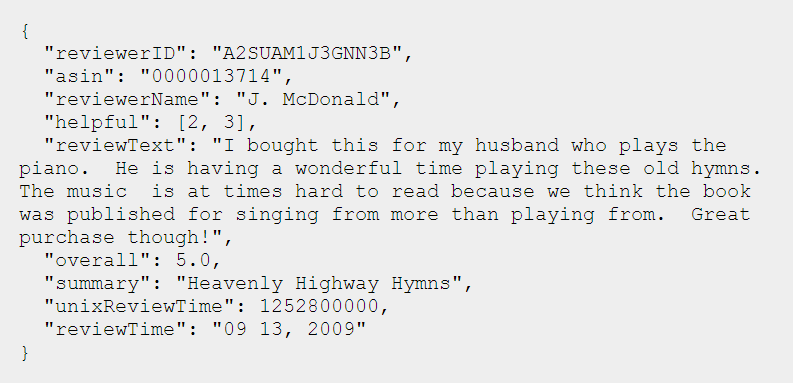 {
  "reviewerID": "A2SUAM1J3GNN3B",
  "asin": "0000013714",
  "reviewerName": "J. McDonald",
  "helpful": [2, 3],
  "reviewText": "I bought this for my husband who plays the
piano.  He is having a wonderful time playing these old hymns.
The music  is at times hard to read because we think the book
was published for singing from more than playing from.  Great
purchase though!",
  "overall": 5.0,
  "summary": "Heavenly Highway Hymns",
  "unixReviewTime": 1252800000,
  "reviewTime": "09 13, 2009"
}